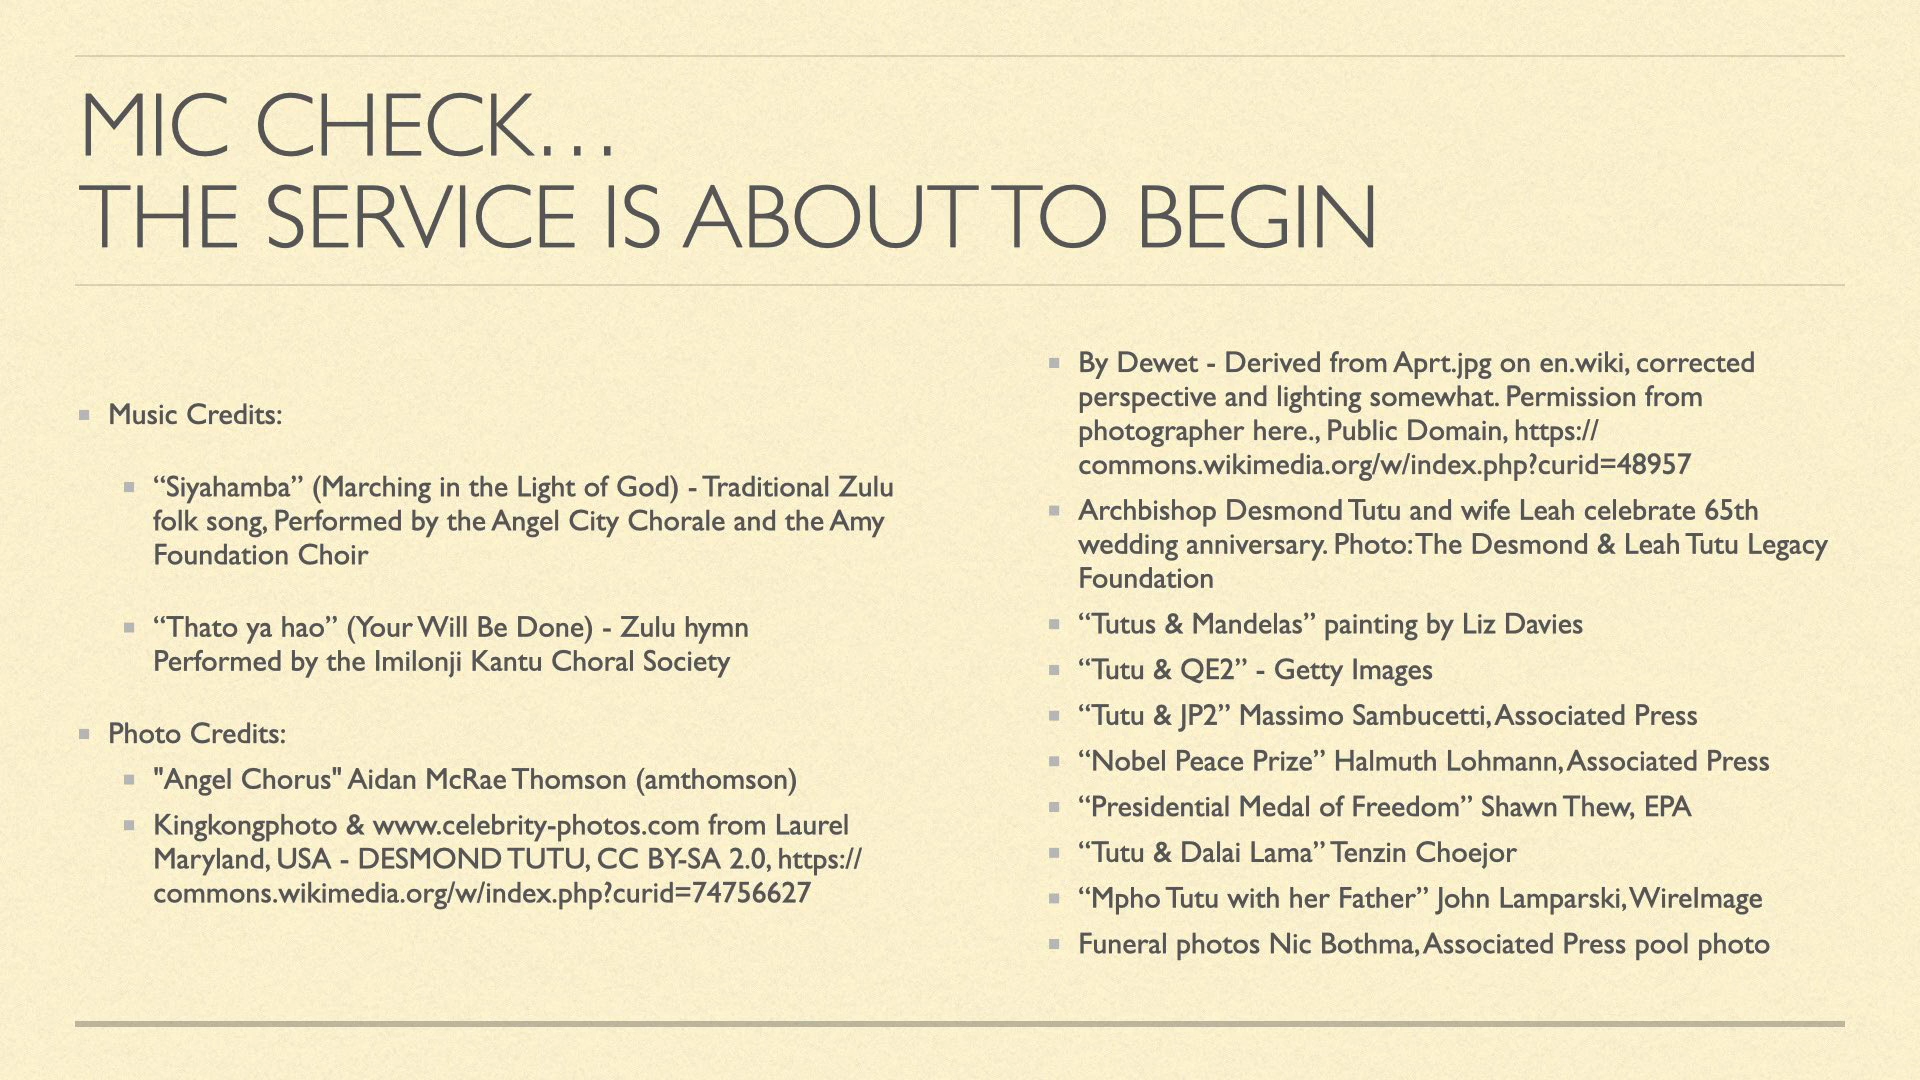 MIC CHECK…
THE SERVICE IS ABOUT TO BEGIN
Music Credits:
“Siyahamba” (Marching in the Light of God) - Traditional Zulu
folk song, Performed by the Angel City Chorale and the Amy
Foundation Choir
“Thato ya hao” (Your Will Be Done) - Zulu hymn
Performed by the Imilonji Kantu Choral Society
Photo Credits:
"Angel Chorus" Aidan McRae Thomson (amthomson)
Kingkongphoto & www.celebrity-photos.com from Laurel
Maryland, USA - DESMOND TUTU, CC BY-SA 2.0, https://
commons.wikimedia.org/w/index.php?curid=74756627
By Dewet - Derived from Aprt.jpg on en.wiki, corrected
perspective and lighting somewhat. Permission from
photographer here., Public Domain, https://
commons.wikimedia.org/w/index.php?curid=48957
Archbishop Desmond Tutu and wife Leah celebrate 65th
wedding anniversary. Photo: The Desmond & Leah Tutu Legacy
Foundation
“Tutus & Mandelas” painting by Liz Davies
“Tutu & QE2” - Getty Images
“Tutu & JP2” Massimo Sambucetti, Associated Press
“Nobel Peace Prize” Halmuth Lohmann, Associated Press
“Presidential Medal of Freedom” Shawn Thew, EPA
“Tutu & Dalai Lama” Tenzin Choejor
“Mpho Tutu with her Father” John Lamparski, WireImage
Funeral photos Nic Bothma, Associated Press pool photo